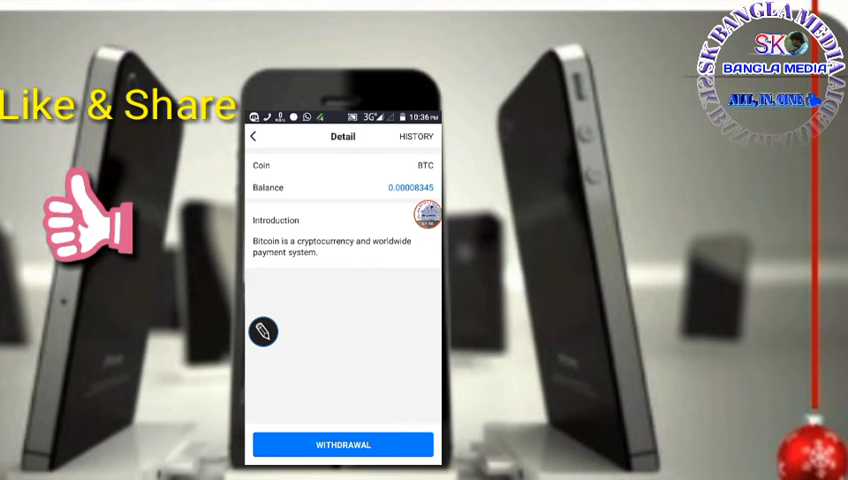 SK BANGLA MEDIA
SK
BANGLA MEDIA
ALL, IN, ONE
Like & Share
3G 10:36 PM
Detail
HISTORY
Coin
BTC
Balance
0.00008345
Introduction
Bitcoin is a cryptocurrency and worldwide
payment system.
WITHDRAWAL